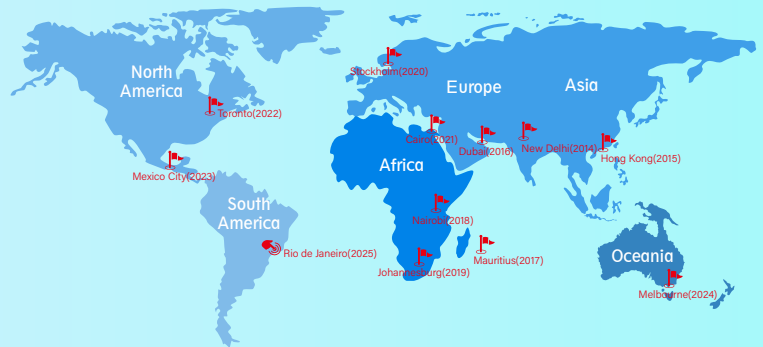 Stockholm(2020)
North
America
Europe
Asia
Toronto(2022)
Cairo(2021)
Dubai(2016)
New Delhi(2014)
Hong Kong(2015)
Africa
Mexico City(2023)
South
America
Nairobi(2018)
Rio de Janeiro(2025)
Mauritius(2017)
Oceania
Johannesburg(2019)
Melbourne(2024)